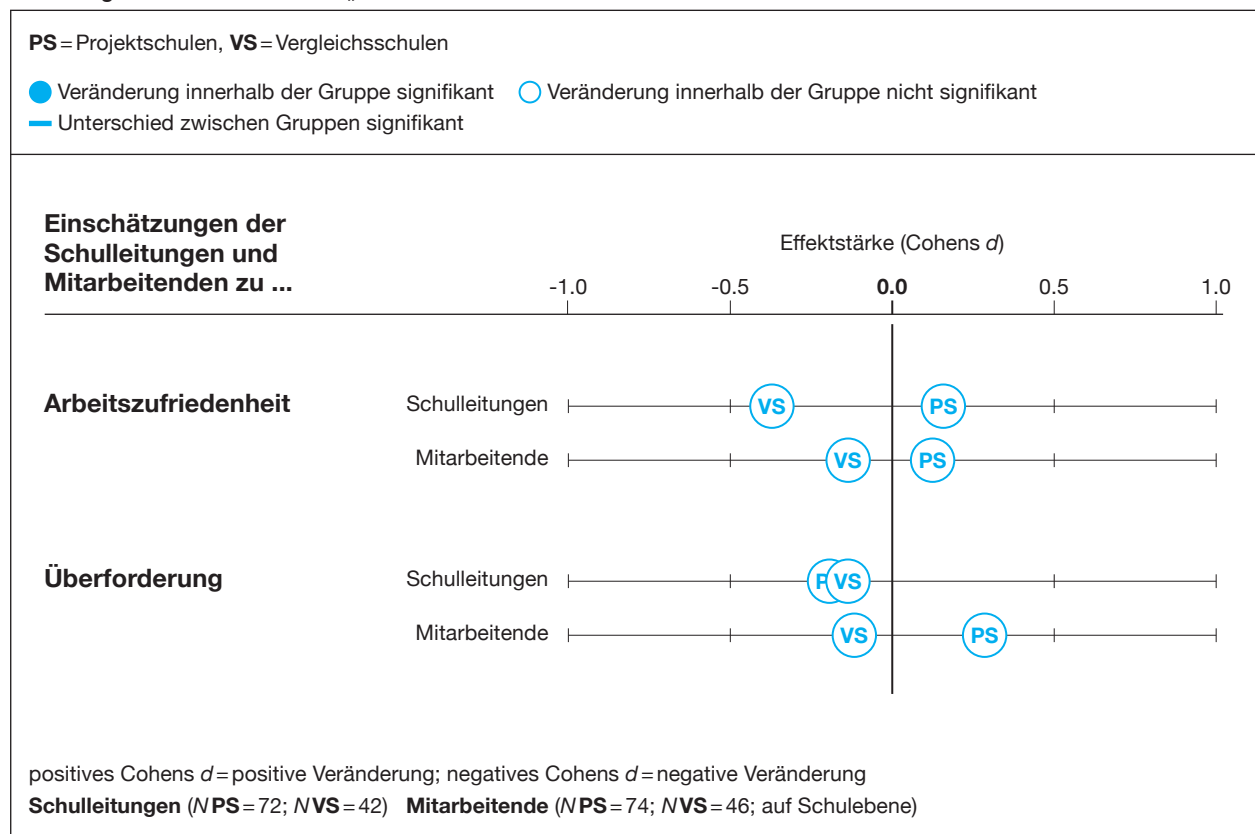 PS = Projektschulen, VS = Vergleichsschulen
Veränderung innerhalb der Gruppe signifikant Veränderung innerhalb der Gruppe nicht signifikant
Unterschied zwischen Gruppen signifikant
Einschätzungen der
Schulleitungen und
Mitarbeitenden zu ...
Effektstärke (Cohens d)
-1.0 -0.5 0.0 0.5 1.0
Arbeitszufriedenheit
Schulleitungen VS PS
Mitarbeitende VS PS
Überforderung
Schulleitungen VS
Mitarbeitende VS PS
positives Cohens d = positive Veränderung; negatives Cohens d = negative Veränderung
Schulleitungen (N PS = 72; N VS = 42) Mitarbeitende (N PS = 74; N VS = 46; auf Schulebene)